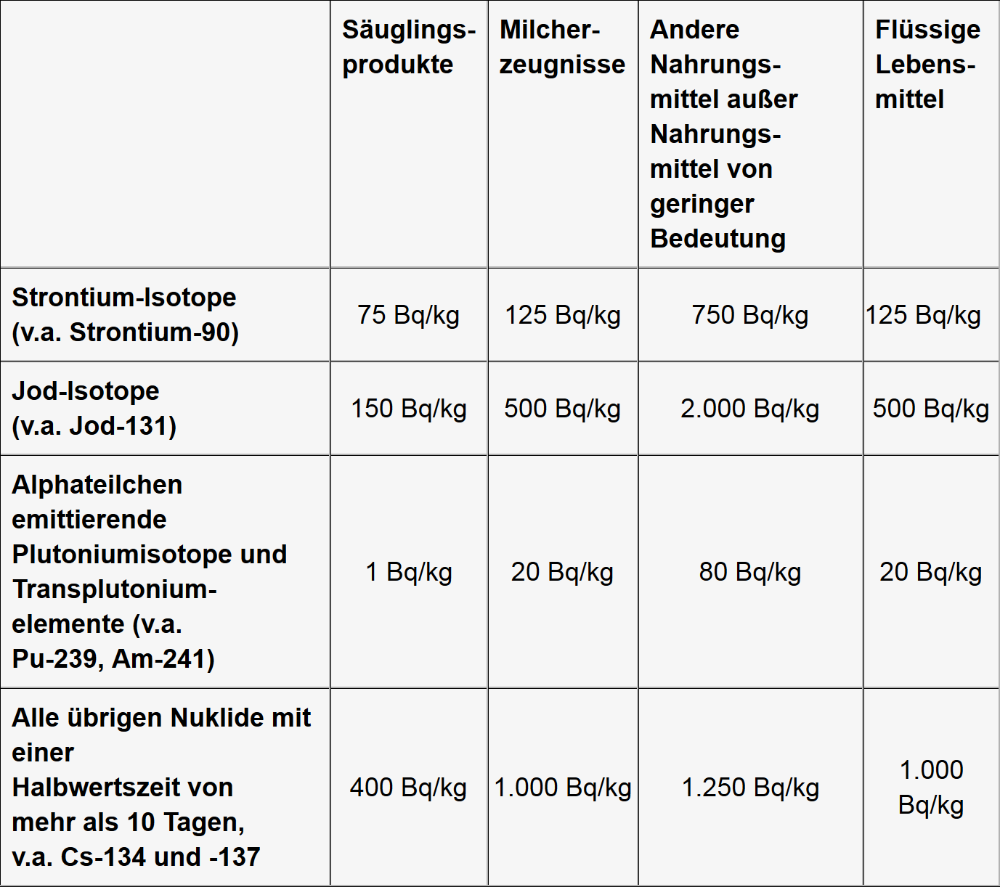 Säuglings-
produkte
Milcher-
zeugnisse
Andere
Nahrungs-
mittel außer
Nahrungs-
mittel von
geringer
Bedeutung
Flüssige
Lebens-
mittel
Strontium-Isotope
(v.a. Strontium-90)
75 Bq/kg
125 Bq/kg
750 Bq/kg
125 Bq/kg
Jod-Isotope
(v.a. Jod-131)
150 Bq/kg
500 Bq/kg
2.000 Bq/kg
500 Bq/kg
Alphateilchen
emittierende
Plutoniumisotope und
Transplutonium-
elemente (v.a.
Pu-239, Am-241)
1 Bq/kg
20 Bq/kg
80 Bq/kg
20 Bq/kg
Alle übrigen Nuklide mit
einer
Halbwertszeit von
mehr als 10 Tagen,
v.a. Cs-134 und -137
400 Bq/kg
1.000 Bq/kg
1.250 Bq/kg
1.000
Bq/kg